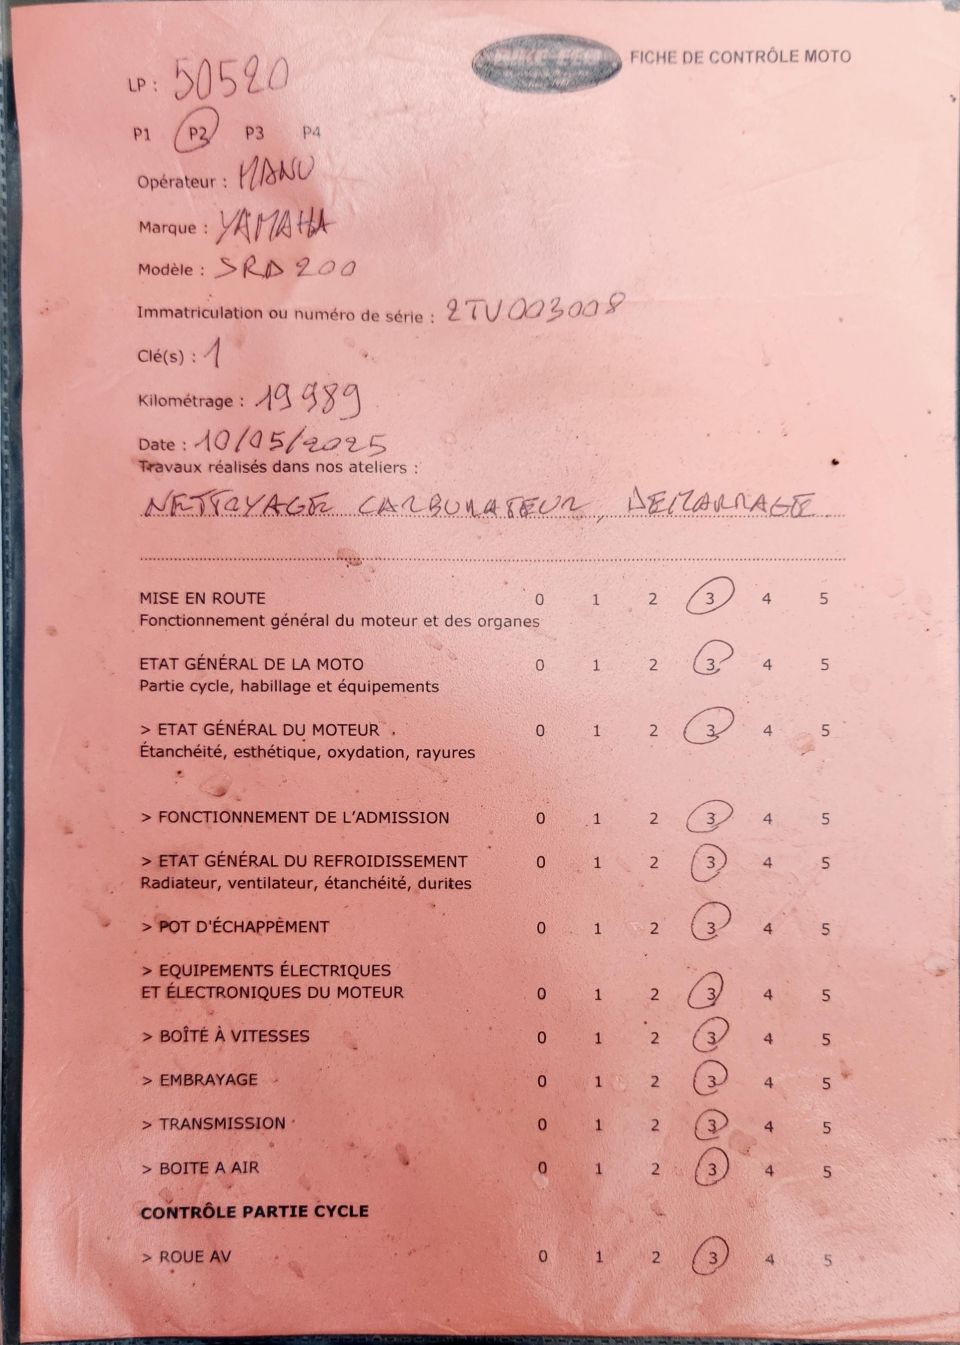 FICHE DE CONTRÔLE MOTO
LP : 50520
P1 P2 P3 P4
Opérateur : MANU
Marque : YAMAHA
Modèle : SRD 200
Immatriculation ou numéro de série : 2TU003008
Clé(s) : 1
Kilométrage : 19989
Date : 10/05/2025
Travaux réalisés dans nos ateliers :
NETTOYAGE CARBURATEUR, DEMARRAGE
MISE EN ROUTE 0 1 2 3 4 5
Fonctionnement général du moteur et des organes
ETAT GÉNÉRAL DE LA MOTO 0 1 2 3 4 5
Partie cycle, habillage et équipements
> ETAT GÉNÉRAL DU MOTEUR 0 1 2 3 4 5
Étanchéité, esthétique, oxydation, rayures
> FONCTIONNEMENT DE L'ADMISSION 0 1 2 3 4 5
> ETAT GÉNÉRAL DU REFROIDISSEMENT 0 1 2 3 4 5
Radiateur, ventilateur, étanchéité, durites
> POT D'ÉCHAPPEMENT 0 1 2 3 4 5
> EQUIPEMENTS ÉLECTRIQUES
ET ÉLECTRONIQUES DU MOTEUR 0 1 2 3 4 5
> BOÎTE À VITESSES 0 1 2 3 4 5
> EMBRAYAGE 0 1 2 3 4 5
> TRANSMISSION 0 1 2 3 4 5
> BOITE A AIR 0 1 2 3 4 5
CONTRÔLE PARTIE CYCLE
> ROUE AV 0 1 2 3 4 5